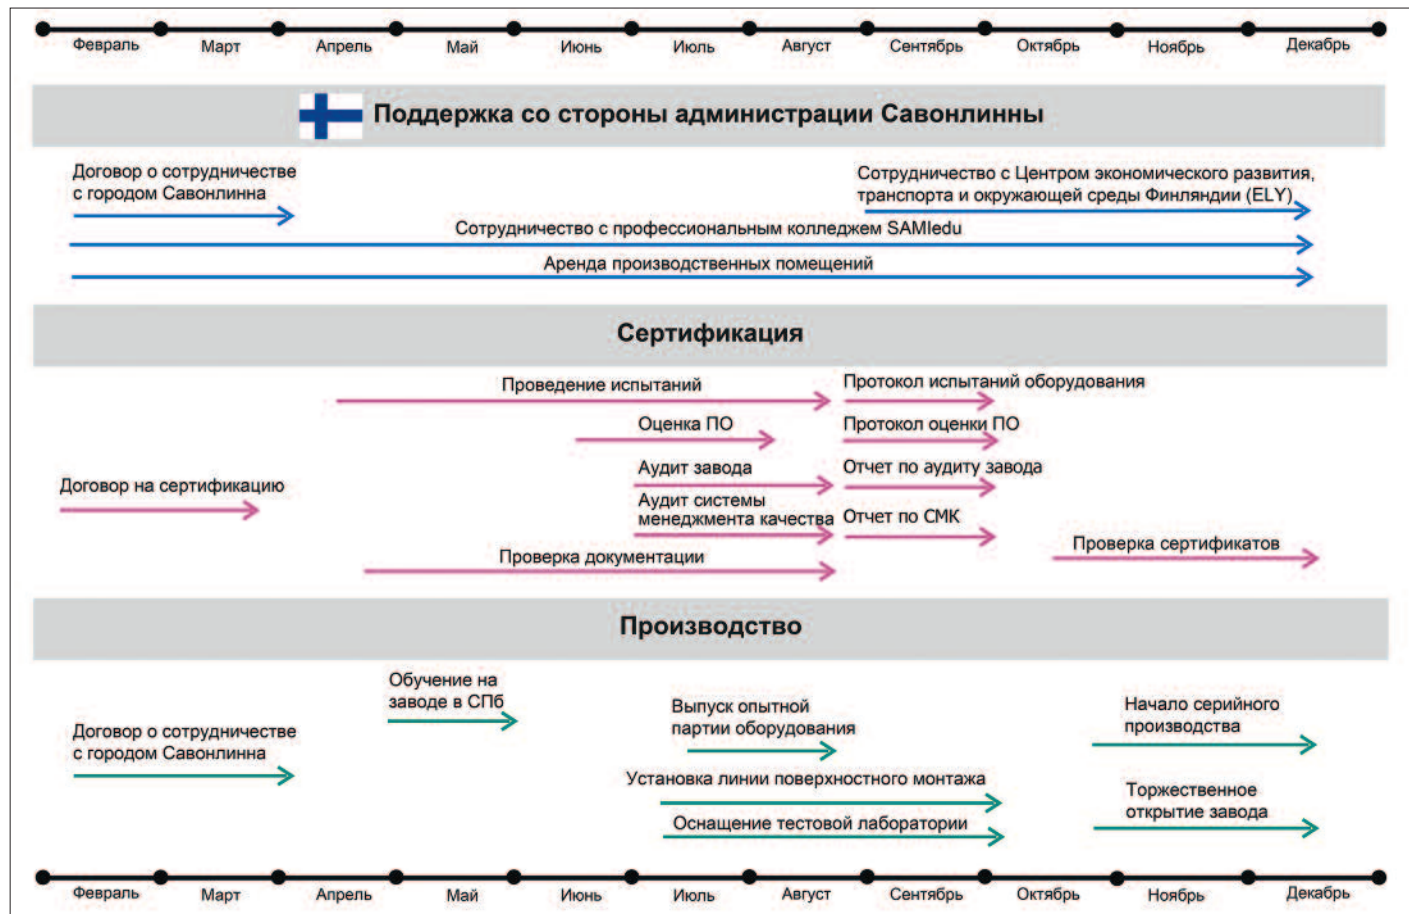 Февраль Март Апрель Май Июнь Июль Август Сентябрь Октябрь Ноябрь Декабрь
Поддержка со стороны администрации Савонлинны
Договор о сотрудничестве
с городом Савонлинна
Сотрудничество с Центром экономического развития,
транспорта и окружающей среды Финляндии (ELY)
Сотрудничество с профессиональным колледжем SAMIedu
Аренда производственных помещений
Сертификация
Проведение испытаний
Протокол испытаний оборудования
Оценка ПО
Протокол оценки ПО
Аудит завода
Отчет по аудиту завода
Договор на сертификацию
Аудит системы
менеджмента качества
Отчет по СМК
Проверка сертификатов
Проверка документации
Производство
Обучение на
заводе в СПб
Договор о сотрудничестве
с городом Савонлинна
Выпуск опытной
партии оборудования
Начало серийного
производства
Установка линии поверхностного монтажа
Оснащение тестовой лаборатории
Торжественное
открытие завода
Февраль Март Апрель Май Июнь Июль Август Сентябрь Октябрь Ноябрь Декабрь